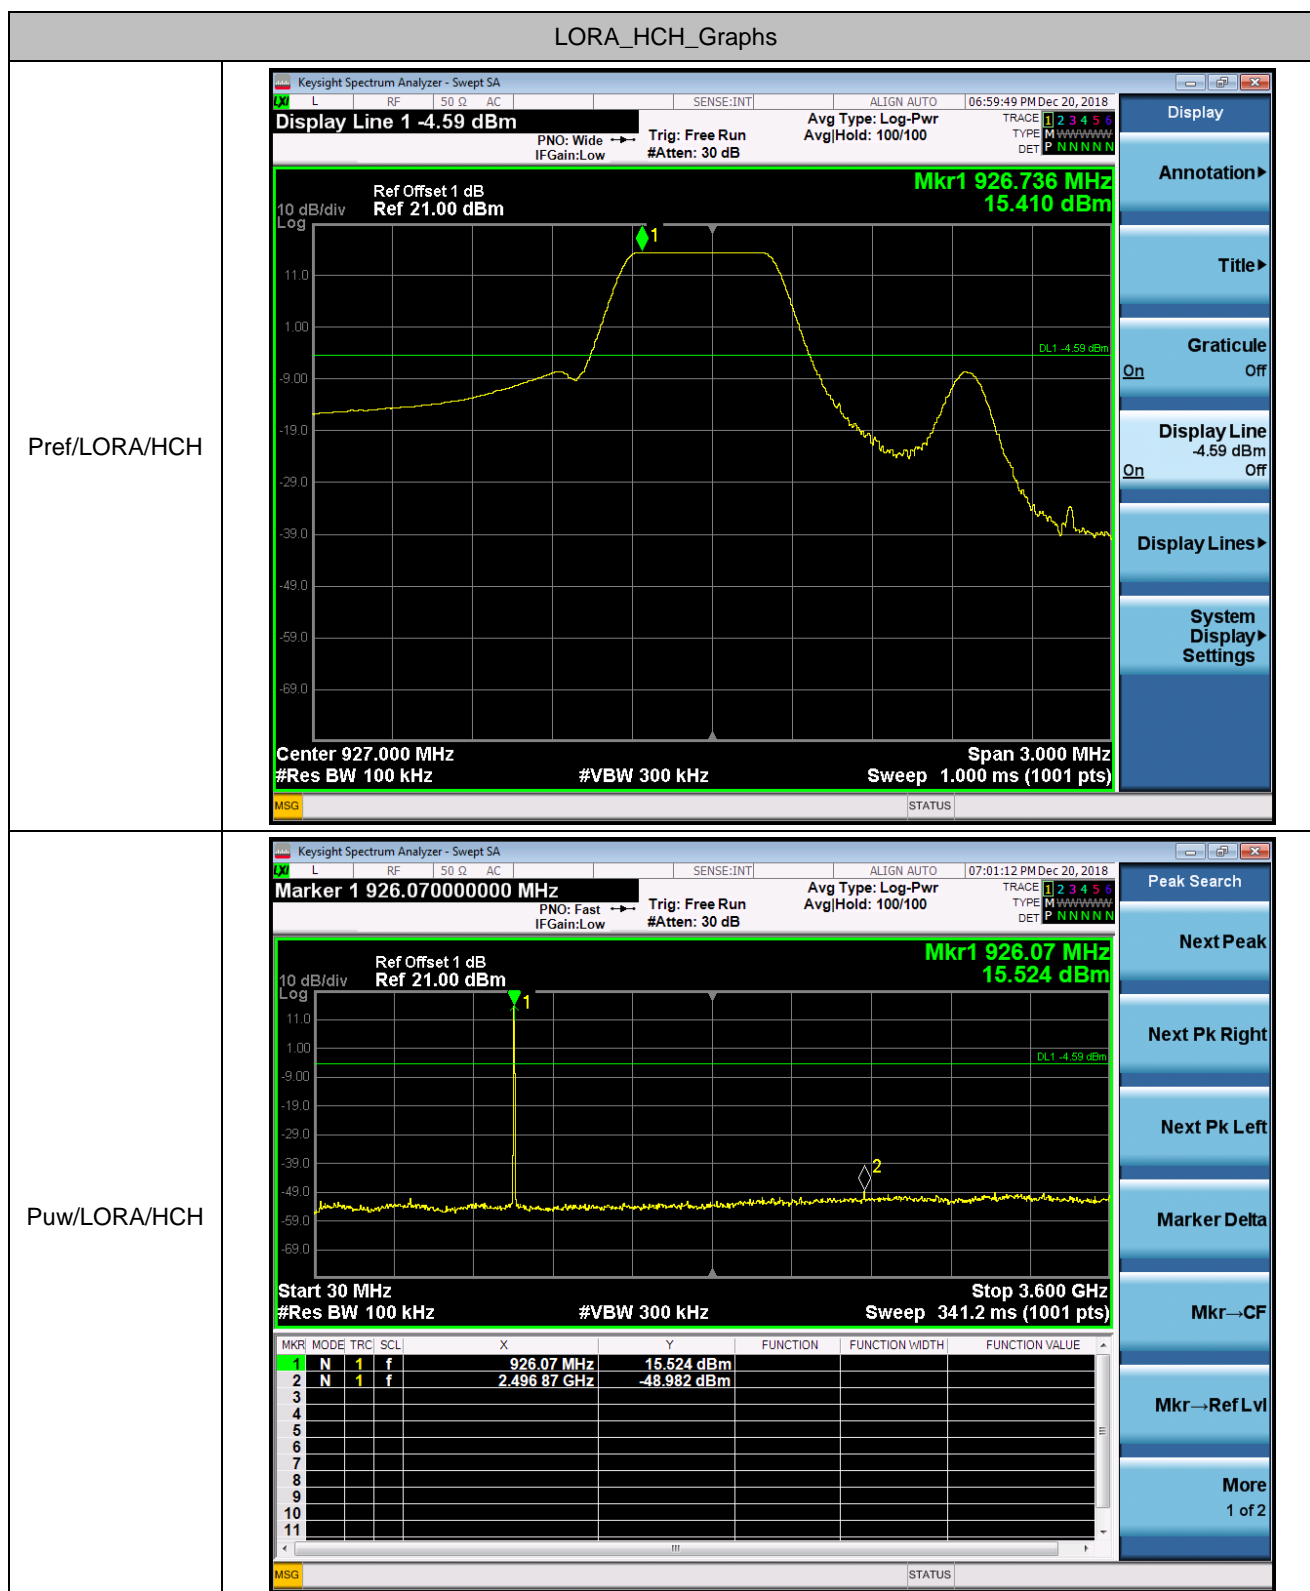 LORA_HCH_Graphs
Pref/LORA/HCH
Keysight Spectrum Analyzer - Swept SA
LXI L RF 50 Ω AC SENSE:INT ALIGN AUTO 06:59:49 PM Dec 20, 2018
Display Line 1 -4.59 dBm
PNO: Wide
IFGain:Low
Trig: Free Run
#Atten: 30 dB
Avg Type: Log-Pwr
Avg|Hold: 100/100
TRACE 1 2 3 4 5 6
TYPE M WWWWW
DET P N N N N N
Mkr1 926.736 MHz
15.410 dBm
Ref Offset 1 dB
10 dB/div Ref 21.00 dBm
Log
1
11.0
1.00
DL1 -4.59 dBm
-9.00
-19.0
-29.0
-39.0
-49.0
-59.0
-69.0
Center 927.000 MHz Span 3.000 MHz
#Res BW 100 kHz #VBW 300 kHz Sweep 1.000 ms (1001 pts)
MSG STATUS
Display
Annotation
Title
Graticule
On Off
Display Line
-4.59 dBm
On Off
Display Lines
System
Display
Settings
Puw/LORA/HCH
Keysight Spectrum Analyzer - Swept SA
LXI L RF 50 Ω AC SENSE:INT ALIGN AUTO 07:01:12 PM Dec 20, 2018
Marker 1 926.070000000 MHz
PNO: Fast
IFGain:Low
Trig: Free Run
#Atten: 30 dB
Avg Type: Log-Pwr
Avg|Hold: 100/100
TRACE 1 2 3 4 5 6
TYPE M WWWWW
DET P N N N N N
Mkr1 926.07 MHz
15.524 dBm
Ref Offset 1 dB
10 dB/div Ref 21.00 dBm
Log
1
11.0
1.00
DL1 -4.59 dBm
-9.00
-19.0
-29.0
-39.0
2
-49.0
-59.0
-69.0
Start 30 MHz Stop 3.600 GHz
#Res BW 100 kHz #VBW 300 kHz Sweep 341.2 ms (1001 pts)
MKR MODE TRC SCL X Y FUNCTION FUNCTION WIDTH FUNCTION VALUE
1 N 1 f 926.07 MHz 15.524 dBm
2 N 1 f 2.496 87 GHz -48.982 dBm
3
4
5
6
7
8
9
10
11
MSG STATUS
Peak Search
Next Peak
Next Pk Right
Next Pk Left
Marker Delta
Mkr→CF
Mkr→Ref Lvl
More
1 of 2